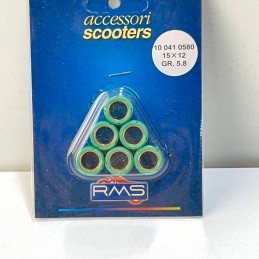 accessori
scooters
10 041 0580
15 × 12
GR. 5.8
RMS